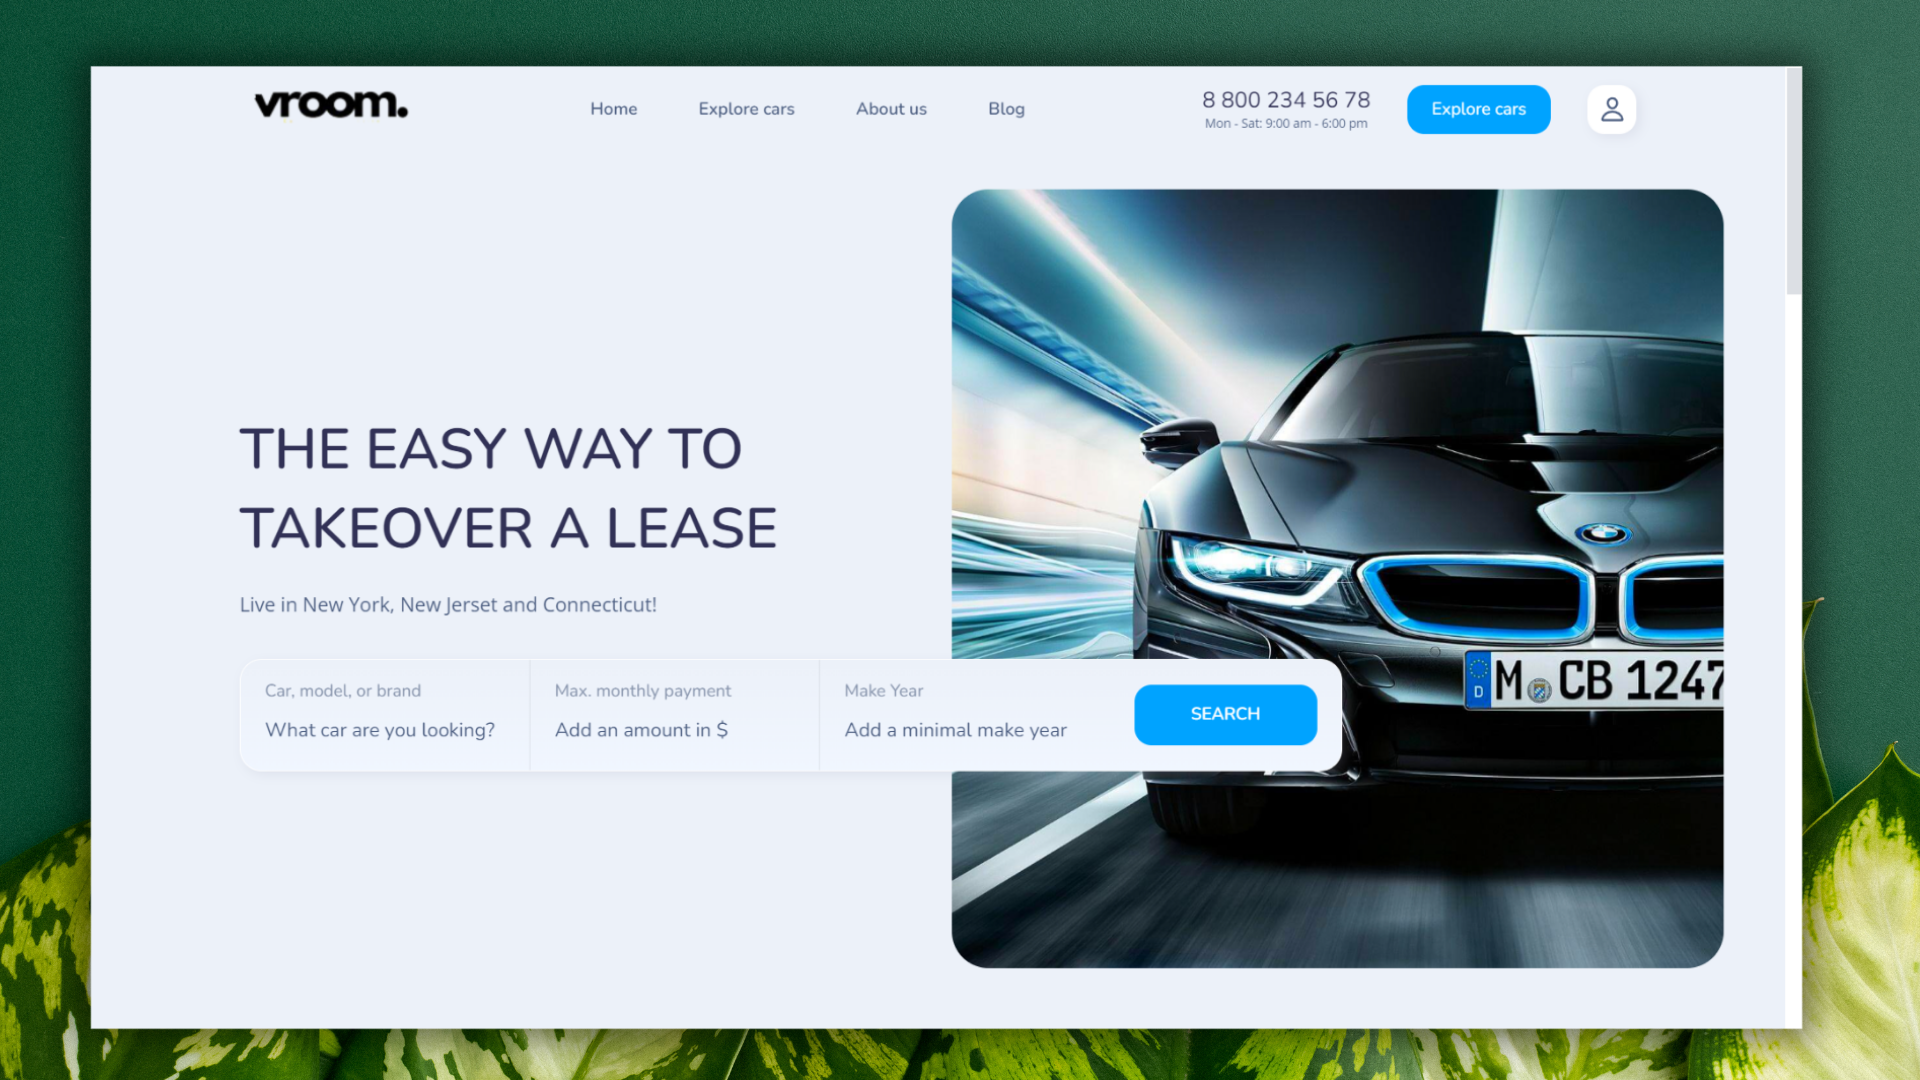 vroom.
Home
Explore cars
About us
Blog
8 800 234 56 78
Mon - Sat: 9:00 am - 6:00 pm
Explore cars
THE EASY WAY TO
TAKEOVER A LEASE
Live in New York, New Jerset and Connecticut!
Car, model, or brand
What car are you looking?
Max. monthly payment
Add an amount in $
Make Year
Add a minimal make year
SEARCH
BMW
D
M CB 1247